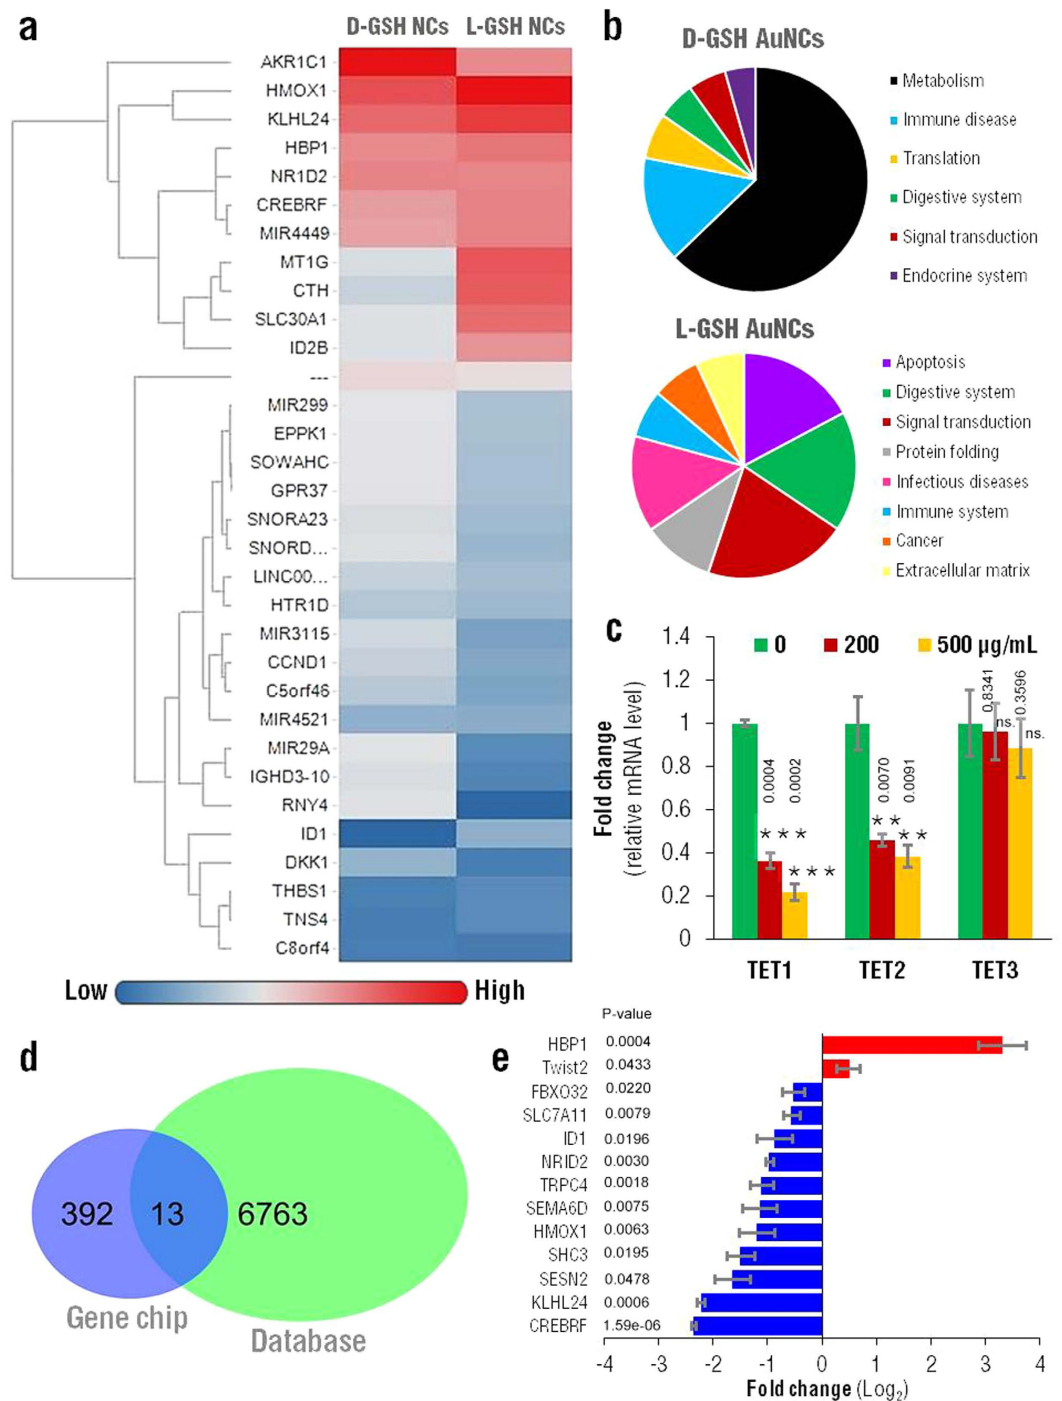 a
D-GSH NCs L-GSH NCs
AKR1C1
HMOX1
KLHL24
HBP1
NR1D2
CREBRF
MIR4449
MT1G
CTH
SLC30A1
ID2B
---
MIR299
EPPK1
SOWAHC
GPR37
SNORA23
SNORD...
LINC00...
HTR1D
MIR3115
CCND1
C5orf46
MIR4521
MIR29A
IGHD3-10
RNY4
ID1
DKK1
THBS1
TNS4
C8orf4
Low High
b
D-GSH AuNCs
Metabolism
Immune disease
Translation
Digestive system
Signal transduction
Endocrine system
L-GSH AuNCs
Apoptosis
Digestive system
Signal transduction
Protein folding
Infectious diseases
Immune system
Cancer
Extracellular matrix
c
0 200 500 µg/mL
Fold change
(relative mRNA level)
1.4
1.2
1
0.8
0.6
0.4
0.2
0
0.0004
0.0002
***
***
0.0070
0.0091
**
**
0.8341
ns.
0.3596
ns.
TET1 TET2 TET3
d
392 13 6763
Gene chip
Database
e
P-value
HBP1 0.0004
Twist2 0.0433
FBXO32 0.0220
SLC7A11 0.0079
ID1 0.0196
NRID2 0.0030
TRPC4 0.0018
SEMA6D 0.0075
HMOX1 0.0063
SHC3 0.0195
SESN2 0.0478
KLHL24 0.0006
CREBRF 1.59e-06
-4 -3 -2 -1 0 1 2 3 4
Fold change (Log2)